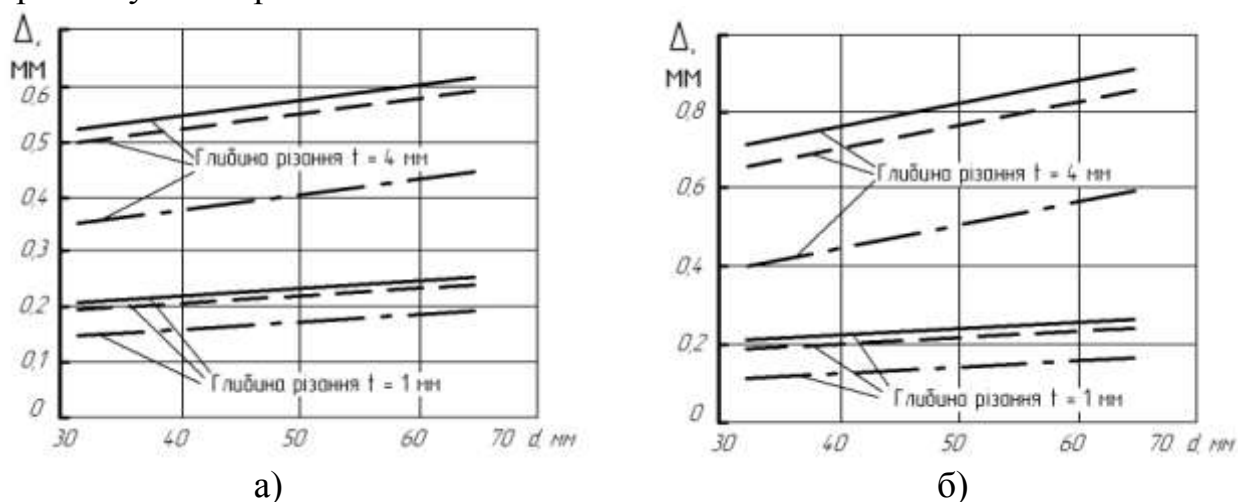 Δ,
мм
0,6
0,5
0,4
0,3
0,2
0,1
0
30 40 50 60 70 d, мм
Глибина різання t = 4 мм
Глибина різання t = 1 мм
а)
Δ,
мм
0,8
0,6
0,4
0,2
0
30 40 50 60 70 d, мм
Глибина різання t = 4 мм
Глибина різання t = 1 мм
б)